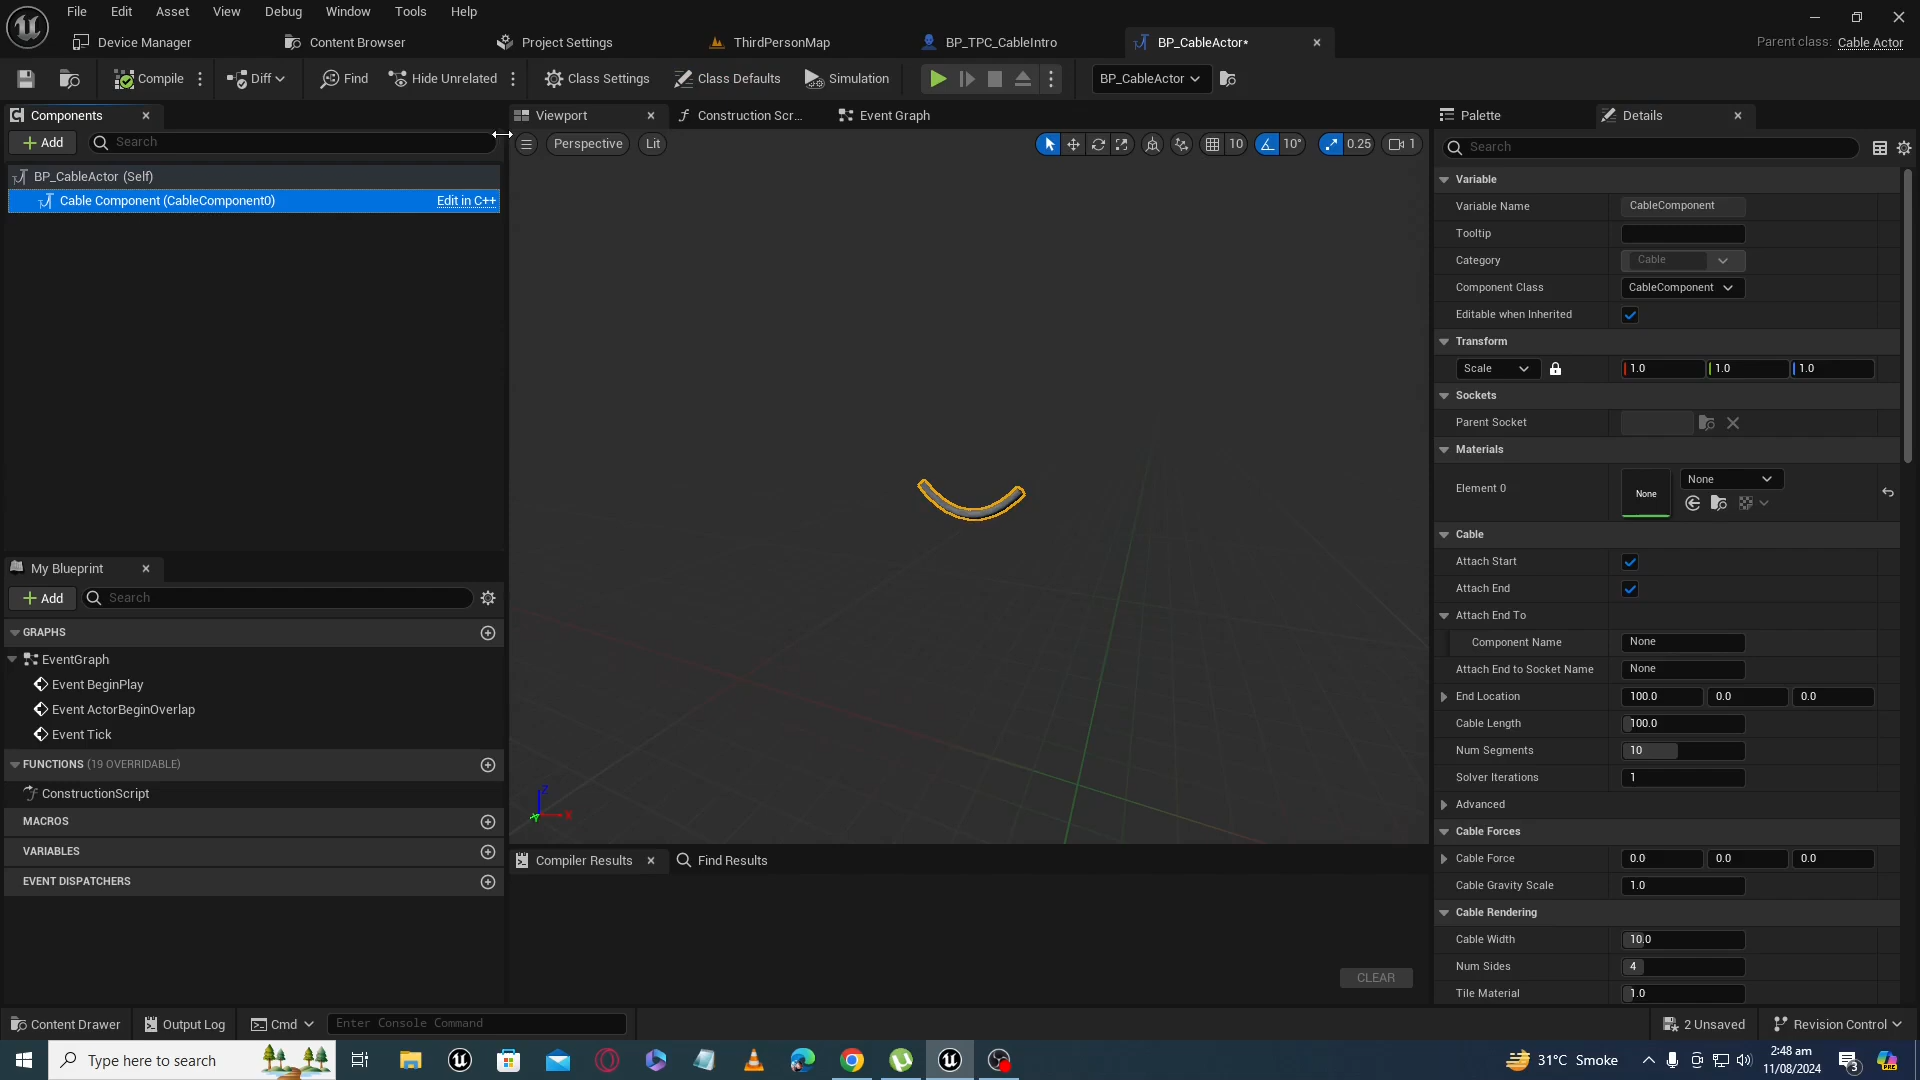 File Edit Asset View Debug Window Tools Help
Device Manager Content Browser Project Settings ThirdPersonMap BP_TPC_CableIntro BP_CableActor* Parent class: Cable Actor
Compile Diff Find Hide Unrelated Class Settings Class Defaults Simulation BP_CableActor
Components
Add Search
BP_CableActor (Self)
Cable Component (CableComponent0) Edit in C++
Viewport Construction Scr... Event Graph
Perspective Lit 10 10° 0.25 1
Z
X
Y
Compiler Results Find Results
CLEAR
My Blueprint
Add Search
GRAPHS
EventGraph
Event BeginPlay
Event ActorBeginOverlap
Event Tick
FUNCTIONS (19 OVERRIDABLE)
ConstructionScript
MACROS
VARIABLES
EVENT DISPATCHERS
Palette Details
Search
Variable
Variable Name CableComponent
Tooltip
Category Cable
Component Class CableComponent
Editable when Inherited
Transform
Scale 1.0 1.0 1.0
Sockets
Parent Socket
Materials
Element 0 None None
Cable
Attach Start
Attach End
Attach End To
Component Name None
Attach End to Socket Name None
End Location 100.0 0.0 0.0
Cable Length 100.0
Num Segments 10
Solver Iterations 1
Advanced
Cable Forces
Cable Force 0.0 0.0 0.0
Cable Gravity Scale 1.0
Cable Rendering
Cable Width 10.0
Num Sides 4
Tile Material 1.0
Content Drawer Output Log Cmd Enter Console Command 2 Unsaved Revision Control
Type here to search 31°C Smoke 2:48 am
11/08/2024 3